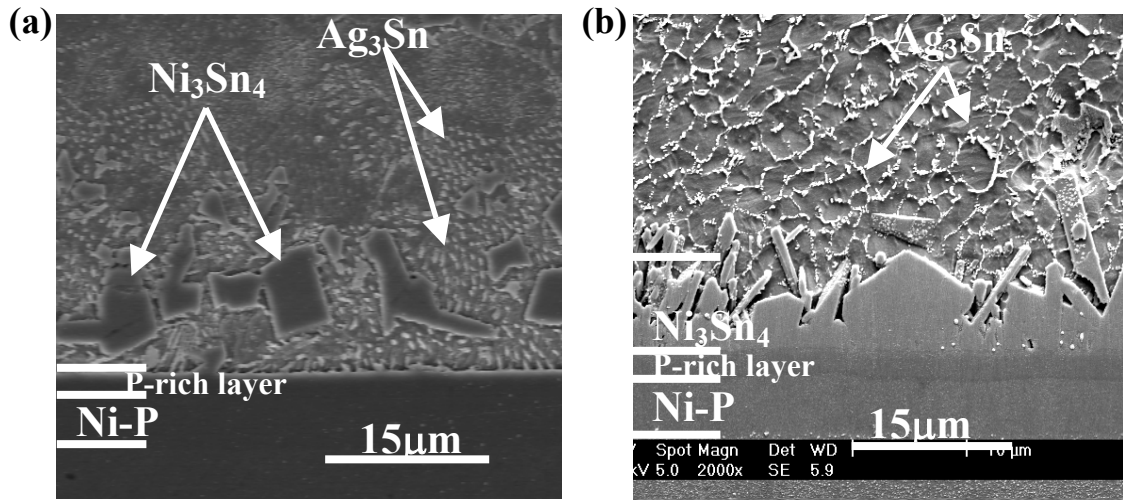 (a)
Ag₃Sn
Ni₃Sn₄
P-rich layer
Ni-P
15μm
(b)
Ag₃Sn
Ni₃Sn₄
P-rich layer
Ni-P
15μm
Spot Magn Det WD
kV 5.0 2000x SE 5.9